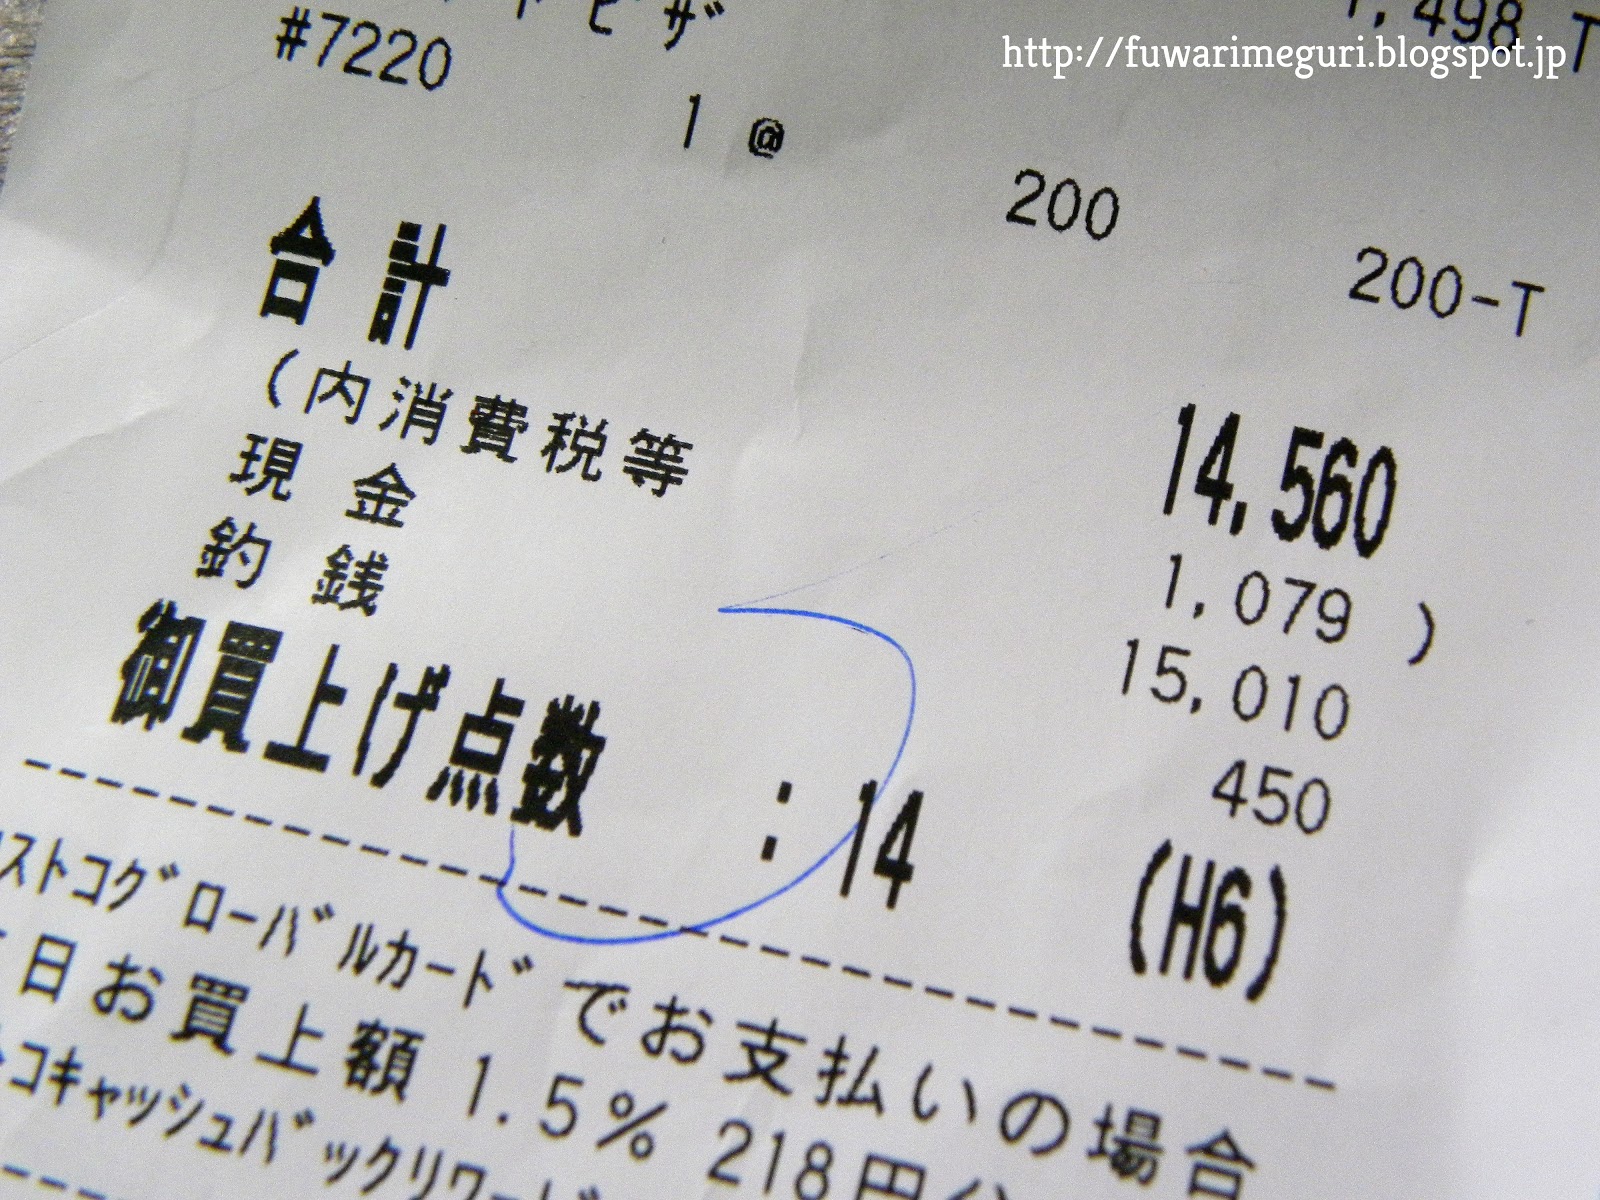 ピザ 1,498 T
http://fuwarimeguri.blogspot.jp
#7220
1 @ 200 200-T
合 計 14,560
(内 消 費 税 等 1,079 )
現 金 15,010
釣 銭 450
御買上げ点数 : 14 (H6)
ストコグローバルカードでお支払いの場合
日お買上額 1.5% 218円
コキャッシュバックリワード